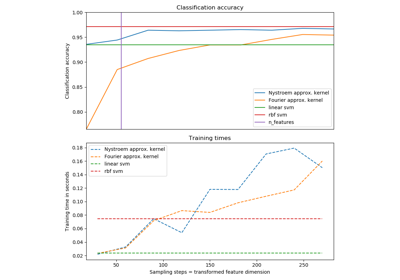 Classification accuracy
1.00
0.95
0.90
0.85
0.80
Classification accuracy
Nystroem approx. kernel
Fourier approx. kernel
linear svm
rbf svm
n_features
Training times
0.18
0.16
0.14
0.12
0.10
0.08
0.06
0.04
0.02
Training time in seconds
Nystroem approx. kernel
Fourier approx. kernel
linear svm
rbf svm
50 100 150 200 250
Sampling steps = transformed feature dimension